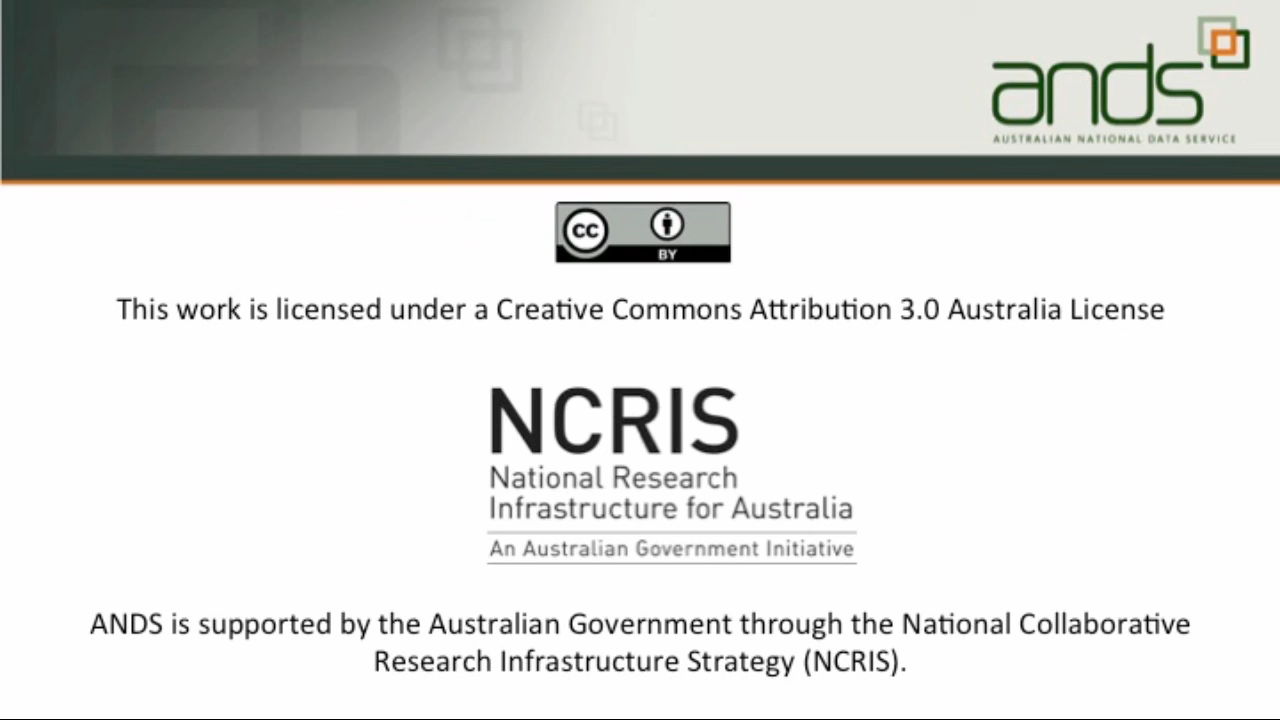 ands
AUSTRALIAN NATIONAL DATA SERVICE
CC
BY
This work is licensed under a Creative Commons Attribution 3.0 Australia License
NCRIS
National Research
Infrastructure for Australia
An Australian Government Initiative
ANDS is supported by the Australian Government through the National Collaborative
Research Infrastructure Strategy (NCRIS).